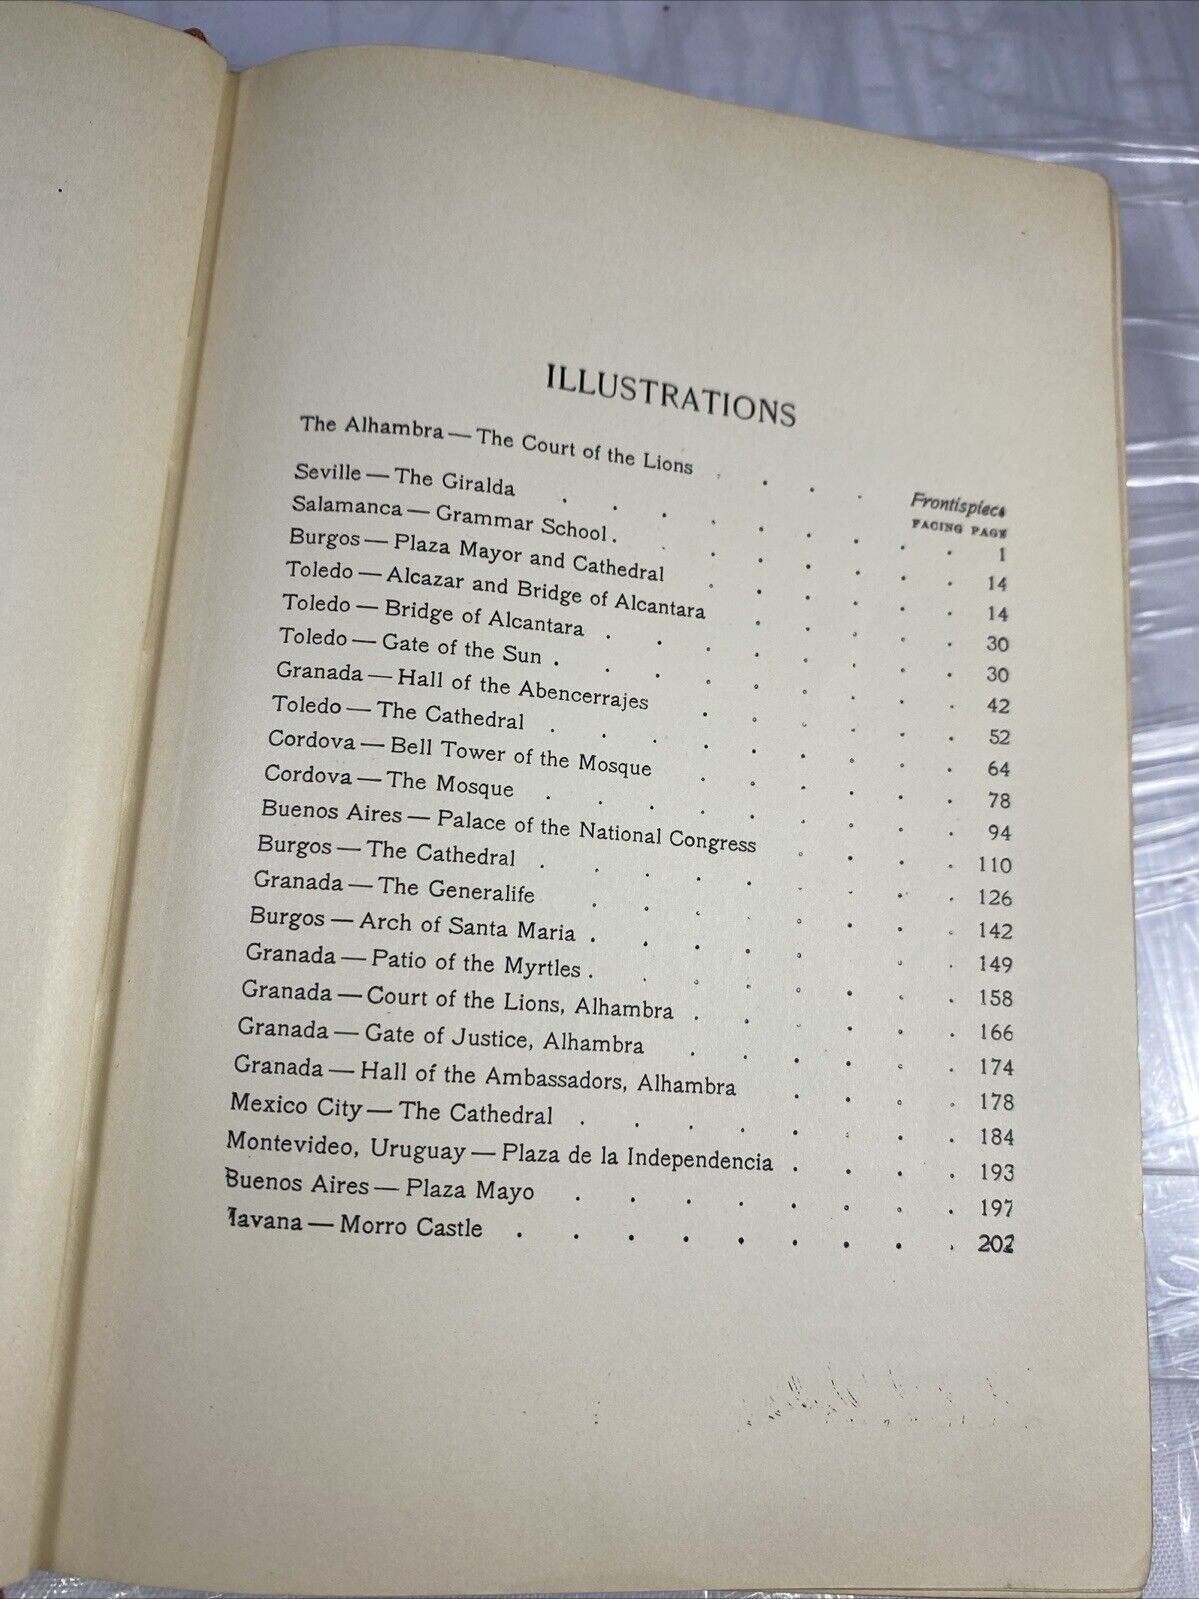 ILLUSTRATIONS
The Alhambra — The Court of the Lions . . . . Frontispiece
FACING PAGE
Seville — The Giralda . . . . . . . . . 1
Salamanca — Grammar School . . . . . . . . 14
Burgos — Plaza Mayor and Cathedral . . . . . . 14
Toledo — Alcazar and Bridge of Alcantara . . . . . 30
Toledo — Bridge of Alcantara . . . . . . . . 30
Toledo — Gate of the Sun . . . . . . . . . 42
Granada — Hall of the Abencerrajes . . . . . . 52
Toledo — The Cathedral . . . . . . . . . 64
Cordova — Bell Tower of the Mosque . . . . . . 78
Cordova — The Mosque . . . . . . . . . 94
Buenos Aires — Palace of the National Congress . . . . 110
Burgos — The Cathedral . . . . . . . . . 126
Granada — The Generalife . . . . . . . . 142
Burgos — Arch of Santa Maria . . . . . . . 149
Granada — Patio of the Myrtles . . . . . . . 158
Granada — Court of the Lions, Alhambra . . . . . . 166
Granada — Gate of Justice, Alhambra . . . . . . 174
Granada — Hall of the Ambassadors, Alhambra . . . . 178
Mexico City — The Cathedral . . . . . . . . 184
Montevideo, Uruguay — Plaza de la Independencia . . . . 193
Buenos Aires — Plaza Mayo . . . . . . . . 197
Havana — Morro Castle . . . . . . . . . 202